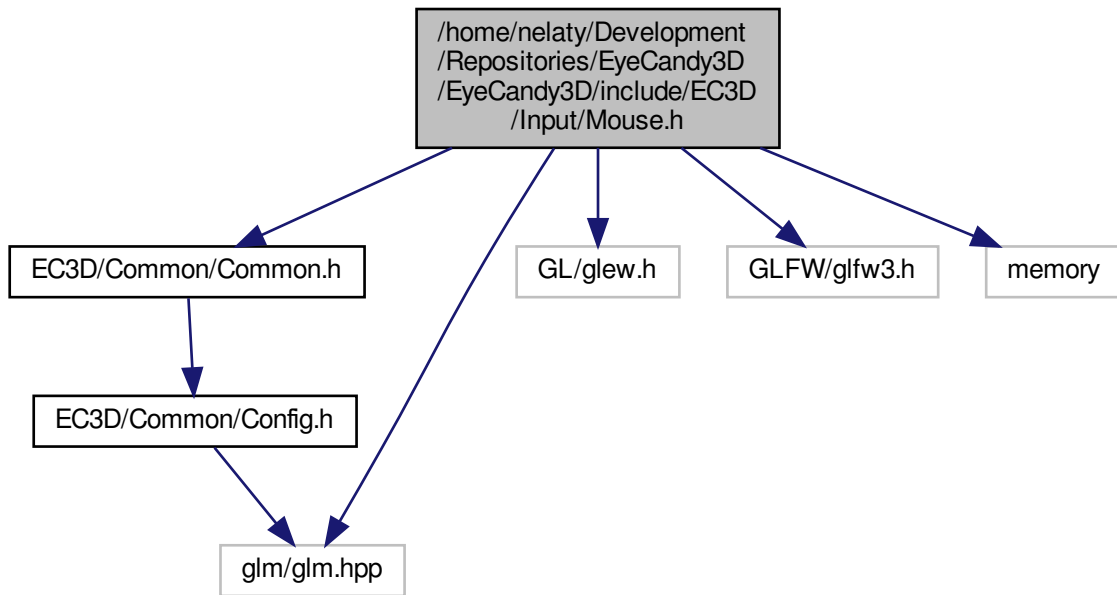 /home/nelaty/Development
/Repositories/EyeCandy3D
/EyeCandy3D/include/EC3D
/Input/Mouse.h
EC3D/Common/Common.h
GL/glew.h
GLFW/glfw3.h
memory
EC3D/Common/Config.h
glm/glm.hpp